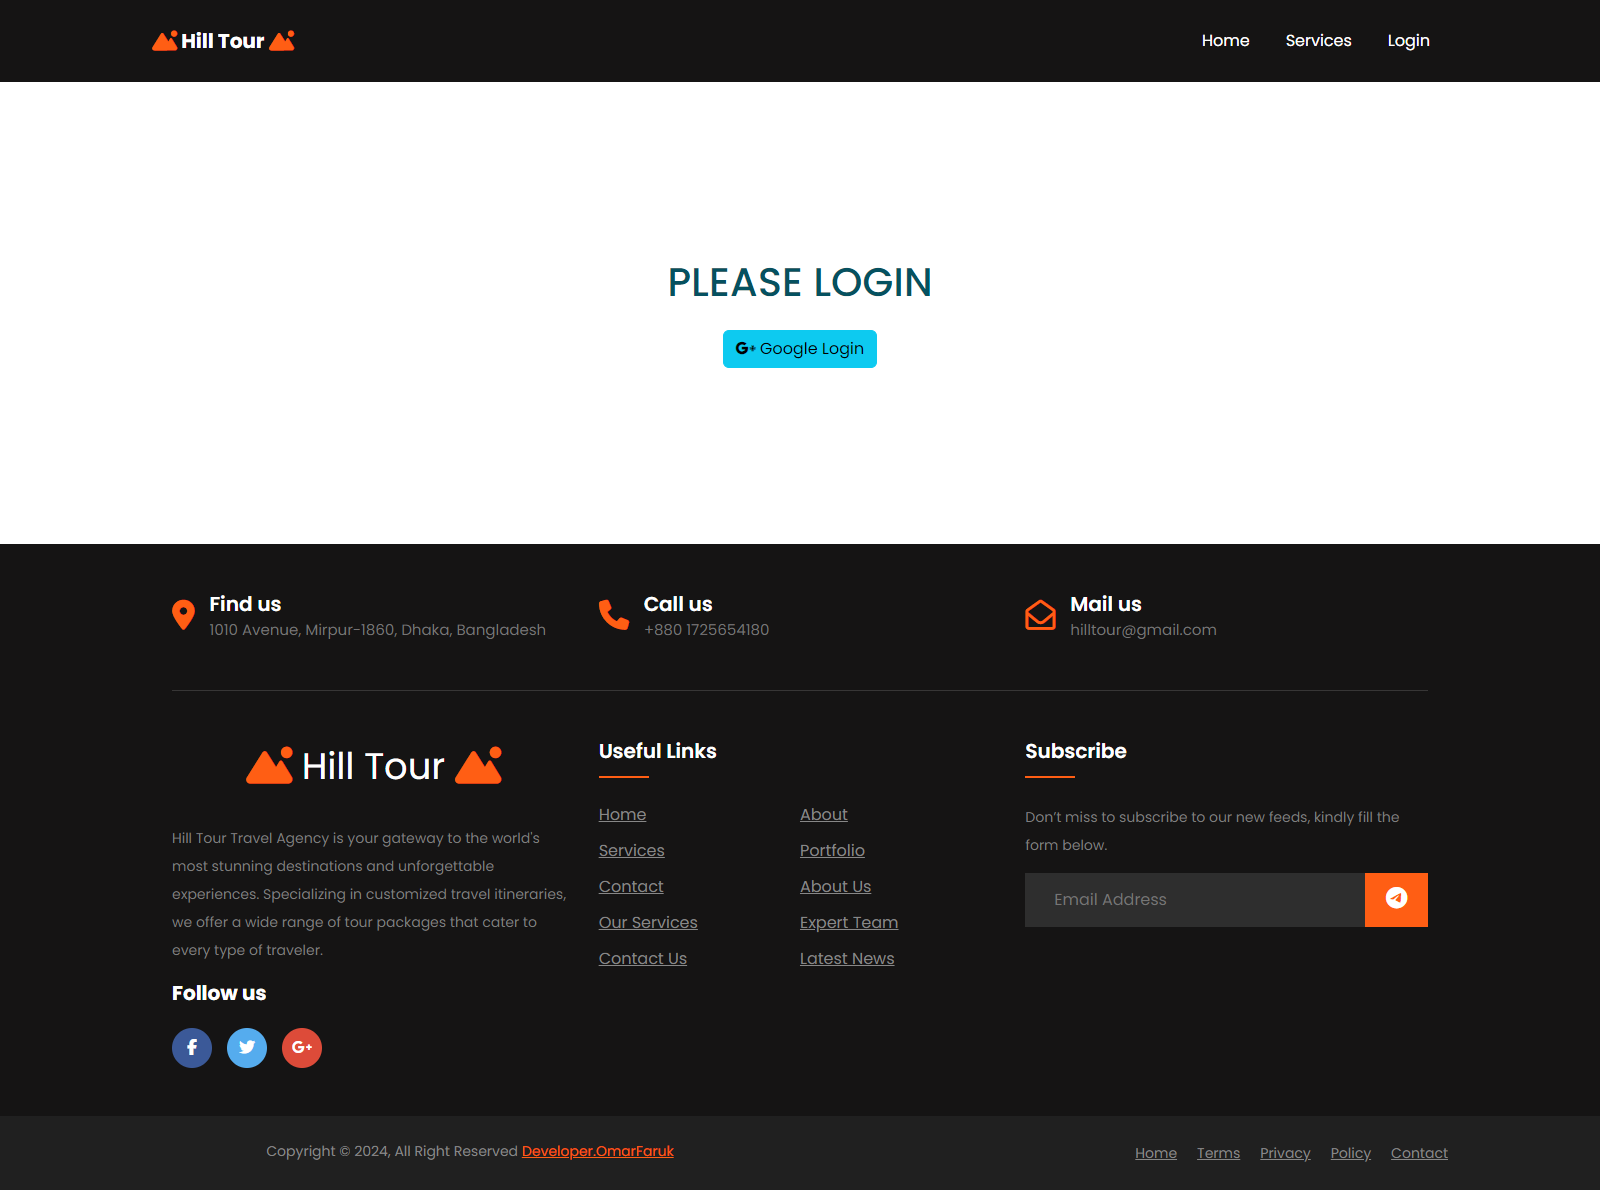 Hill Tour
Home Services Login
PLEASE LOGIN
Google Login
Find us
1010 Avenue, Mirpur-1860, Dhaka, Bangladesh
Call us
+880 1725654180
Mail us
hilltour@gmail.com
Hill Tour
Hill Tour Travel Agency is your gateway to the world's
most stunning destinations and unforgettable
experiences. Specializing in customized travel itineraries,
we offer a wide range of tour packages that cater to
every type of traveler.
Follow us
Useful Links
Home
About
Services
Portfolio
Contact
About Us
Our Services
Expert Team
Contact Us
Latest News
Subscribe
Don’t miss to subscribe to our new feeds, kindly fill the
form below.
Email Address
Copyright © 2024, All Right Reserved Developer.OmarFaruk
Home Terms Privacy Policy Contact